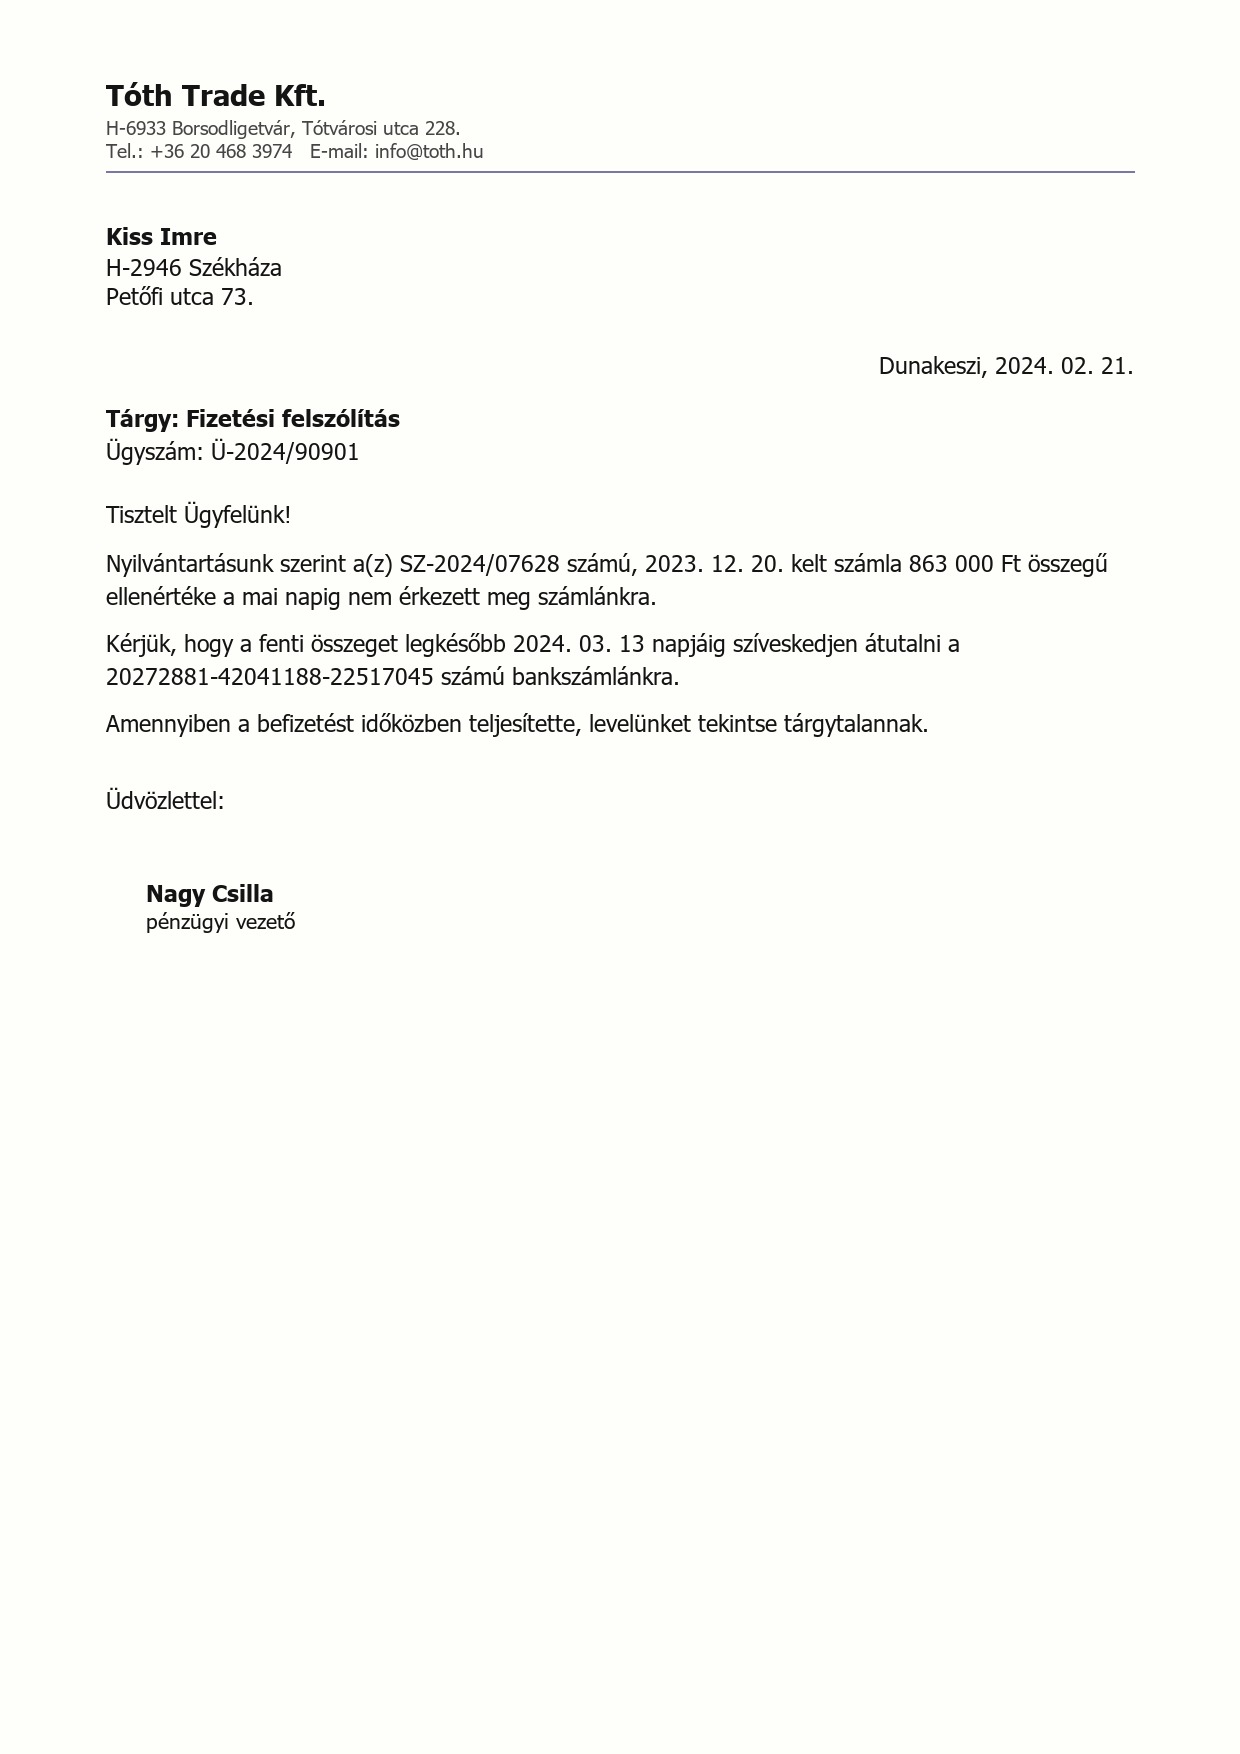 Tóth Trade Kft.
H-6933 Borsodligetvár, Tótvárosi utca 228.
Tel.: +36 20 468 3974 E-mail: info@toth.hu
Kiss Imre
H-2946 Székháza
Petőfi utca 73.
Dunakeszi, 2024. 02. 21.
Tárgy: Fizetési felszólítás
Ügyszám: Ü-2024/90901
Tisztelt Ügyfelünk!
Nyilvántartásunk szerint a(z) SZ-2024/07628 számú, 2023. 12. 20. kelt számla 863 000 Ft összegű
ellenértéke a mai napig nem érkezett meg számlánkra.
Kérjük, hogy a fenti összeget legkésőbb 2024. 03. 13 napjáig szíveskedjen átutalni a
20272881-42041188-22517045 számú bankszámlánkra.
Amennyiben a befizetést időközben teljesítette, levelünket tekintse tárgytalannak.
Üdvözlettel:
Nagy Csilla
pénzügyi vezető